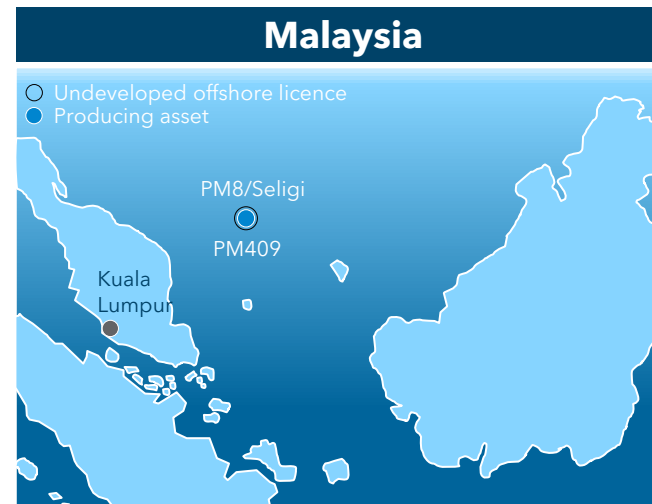 Malaysia
Undeveloped offshore licence
Producing asset
PM8/Seligi
PM409
Kuala
Lumpur